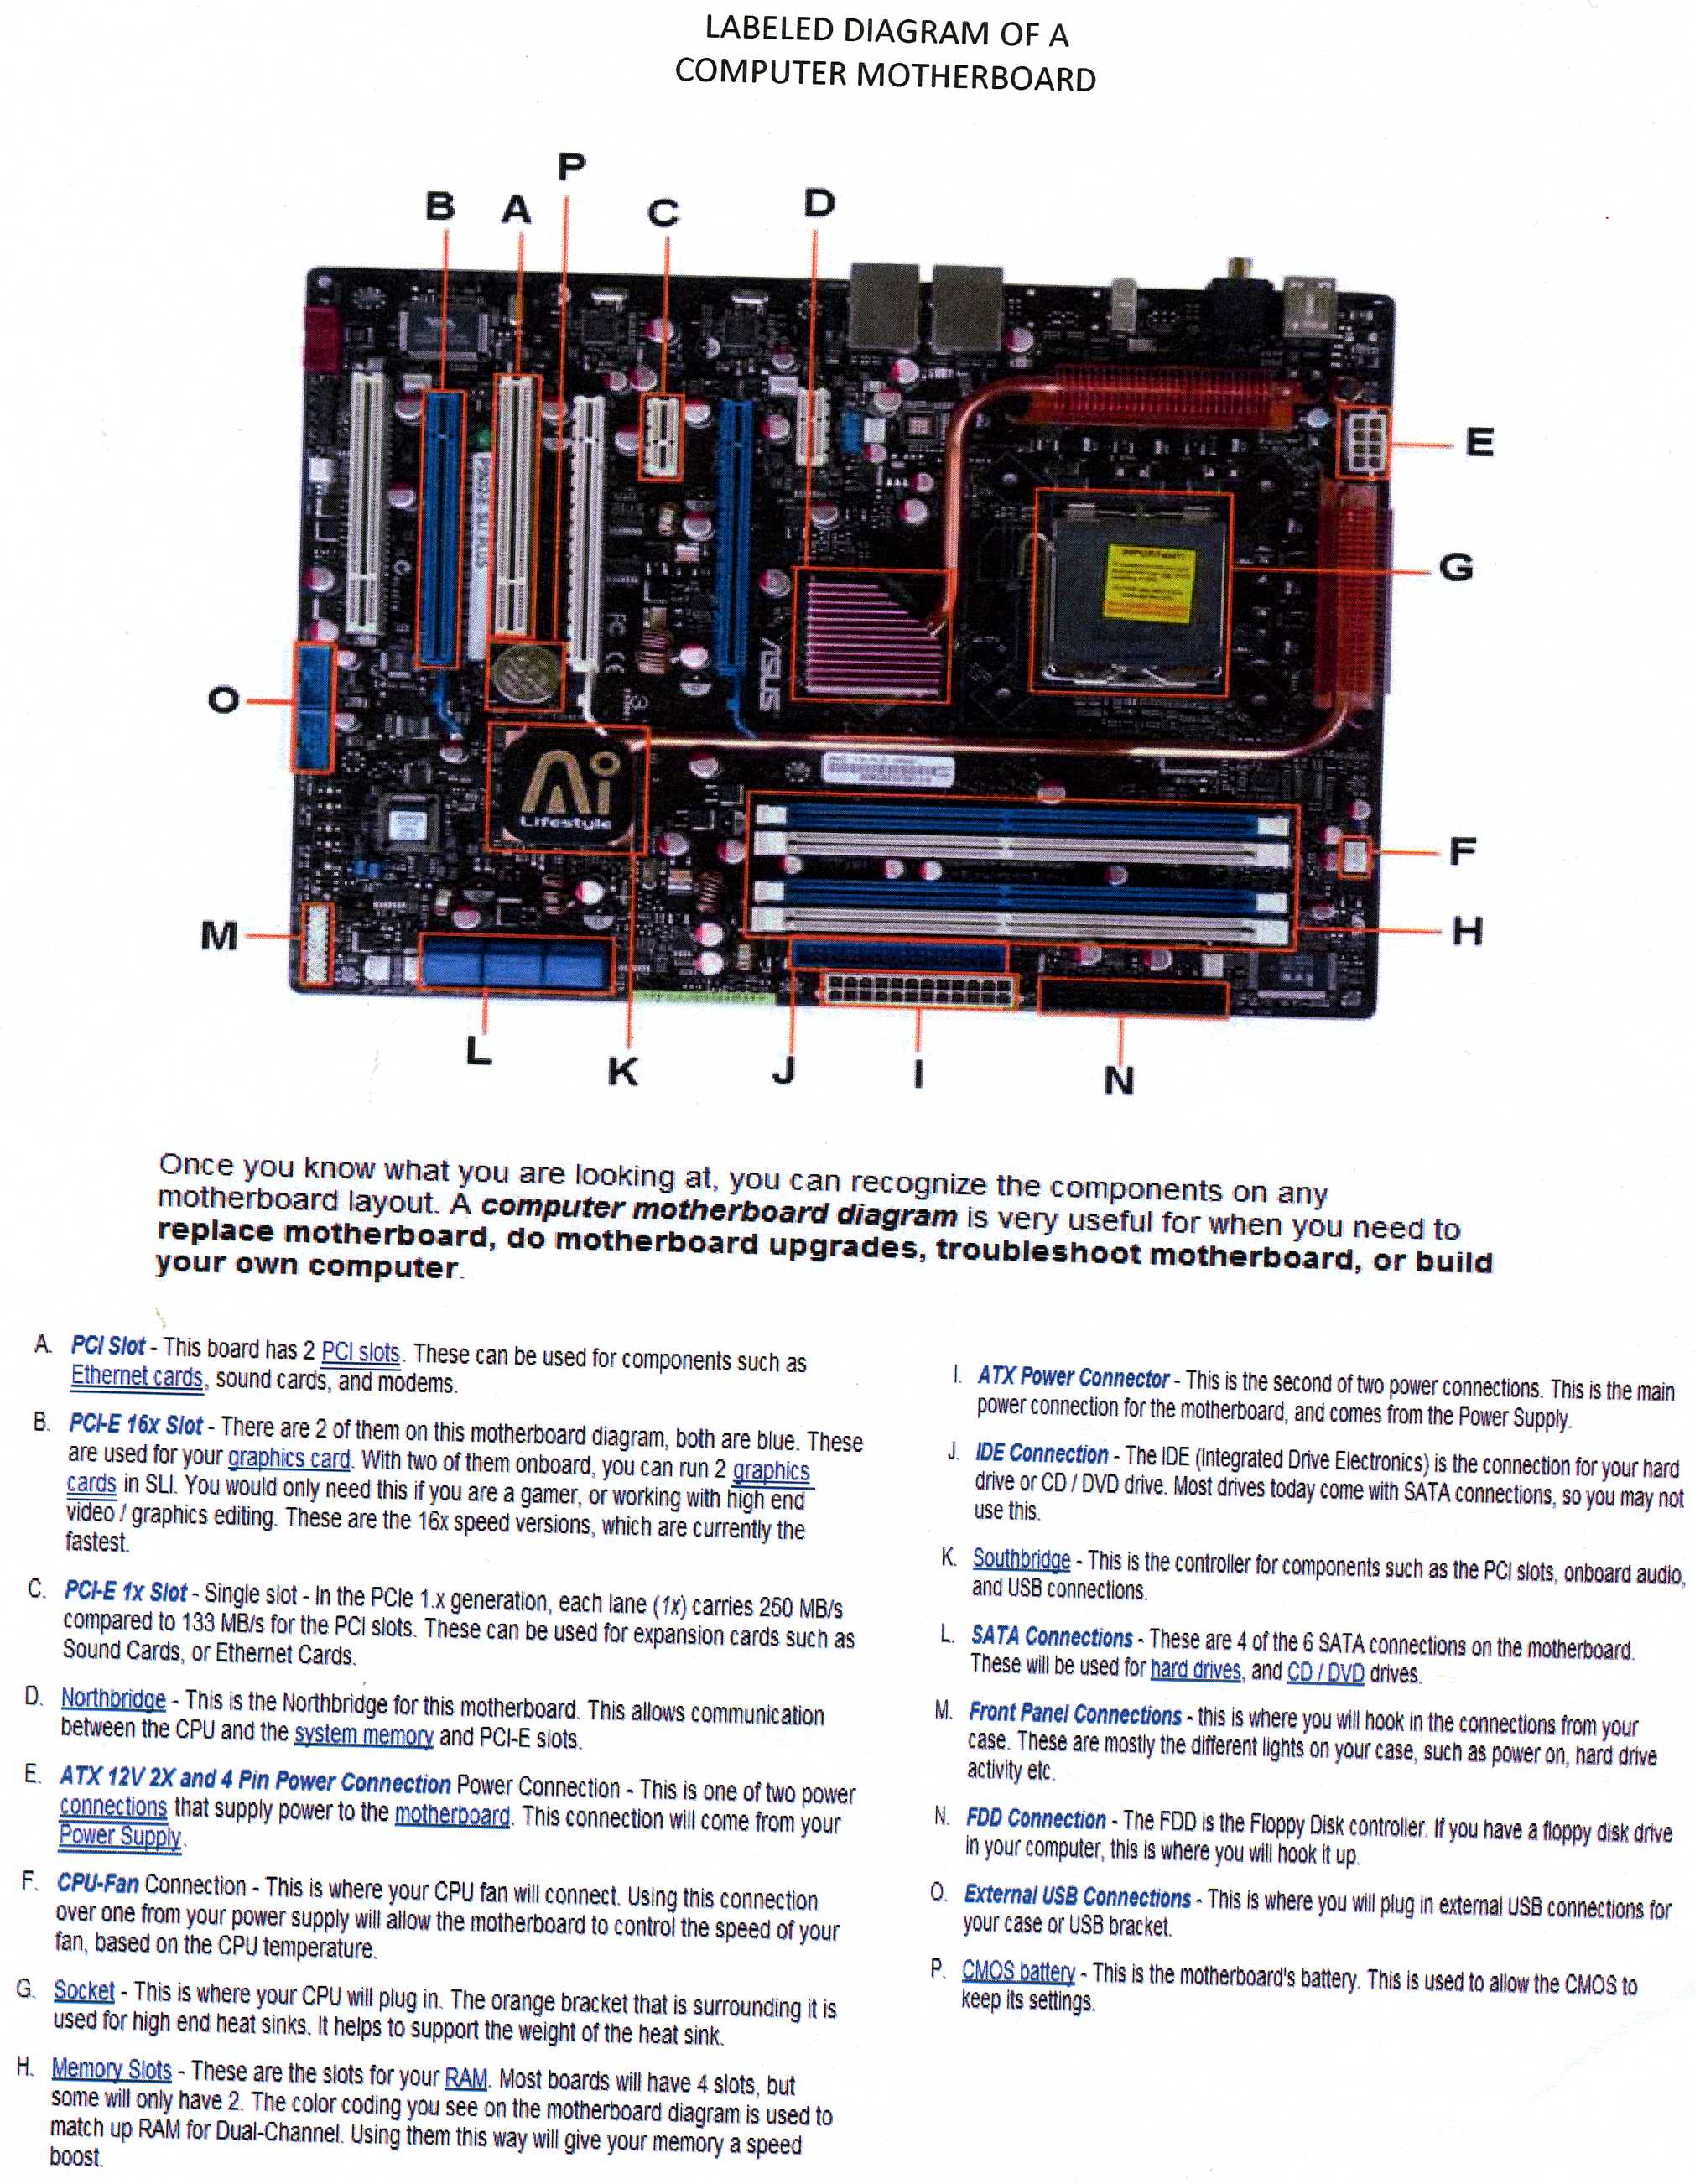 LABELED DIAGRAM OF A
COMPUTER MOTHERBOARD
P
B
A
C
D
E
G
O
F
M
H
L
K
J
I
N
ASUS
Ai
Lifestyle
IMPORTANT
P5N32-E SLI PLUS
FC CE
Once you know what you are looking at, you can recognize the components on any
motherboard layout. A computer motherboard diagram is very useful for when you need to
replace motherboard, do motherboard upgrades, troubleshoot motherboard, or build
your own computer.
A. PCI Slot - This board has 2 PCI slots. These can be used for components such as
Ethernet cards, sound cards, and modems.
B. PCI-E 16x Slot - There are 2 of them on this motherboard diagram, both are blue. These
are used for your graphics card. With two of them onboard, you can run 2 graphics
cards in SLI. You would only need this if you are a gamer, or working with high end
video / graphics editing. These are the 16x speed versions, which are currently the
fastest.
C. PCI-E 1x Slot - Single slot - In the PCIe 1.x generation, each lane (1x) carries 250 MB/s
compared to 133 MB/s for the PCI slots. These can be used for expansion cards such as
Sound Cards, or Ethernet Cards.
D. Northbridge - This is the Northbridge for this motherboard. This allows communication
between the CPU and the system memory and PCI-E slots.
E. ATX 12V 2X and 4 Pin Power Connection Power Connection - This is one of two power
connections that supply power to the motherboard. This connection will come from your
Power Supply.
F. CPU-Fan Connection - This is where your CPU fan will connect. Using this connection
over one from your power supply will allow the motherboard to control the speed of your
fan, based on the CPU temperature.
G. Socket - This is where your CPU will plug in. The orange bracket that is surrounding it is
used for high end heat sinks. It helps to support the weight of the heat sink.
H. Memory Slots - These are the slots for your RAM. Most boards will have 4 slots, but
some will only have 2. The color coding you see on the motherboard diagram is used to
match up RAM for Dual-Channel. Using them this way will give your memory a speed
boost.
I. ATX Power Connector - This is the second of two power connections. This is the main
power connection for the motherboard, and comes from the Power Supply.
J. IDE Connection - The IDE (Integrated Drive Electronics) is the connection for your hard
drive or CD / DVD drive. Most drives today come with SATA connections, so you may not
use this.
K. Southbridge - This is the controller for components such as the PCI slots, onboard audio,
and USB connections.
L. SATA Connections - These are 4 of the 6 SATA connections on the motherboard.
These will be used for hard drives, and CD / DVD drives.
M. Front Panel Connections - this is where you will hook in the connections from your
case. These are mostly the different lights on your case, such as power on, hard drive
activity etc.
N. FDD Connection - The FDD is the Floppy Disk controller. If you have a floppy disk drive
in your computer, this is where you will hook it up.
O. External USB Connections - This is where you will plug in external USB connections for
your case or USB bracket.
P. CMOS battery - This is the motherboard's battery. This is used to allow the CMOS to
keep its settings.